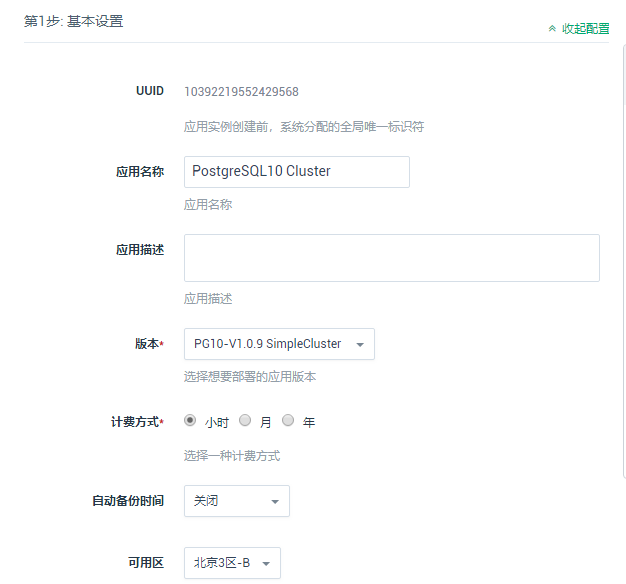 第1步: 基本设置
收起配置
UUID 10392219552429568
应用实例创建前，系统分配的全局唯一标识符
应用名称 PostgreSQL10 Cluster
应用名称
应用描述
应用描述
版本* PG10-V1.0.9 SimpleCluster
选择想要部署的应用版本
计费方式* 小时 月 年
选择一种计费方式
自动备份时间 关闭
可用区 北京3区-B